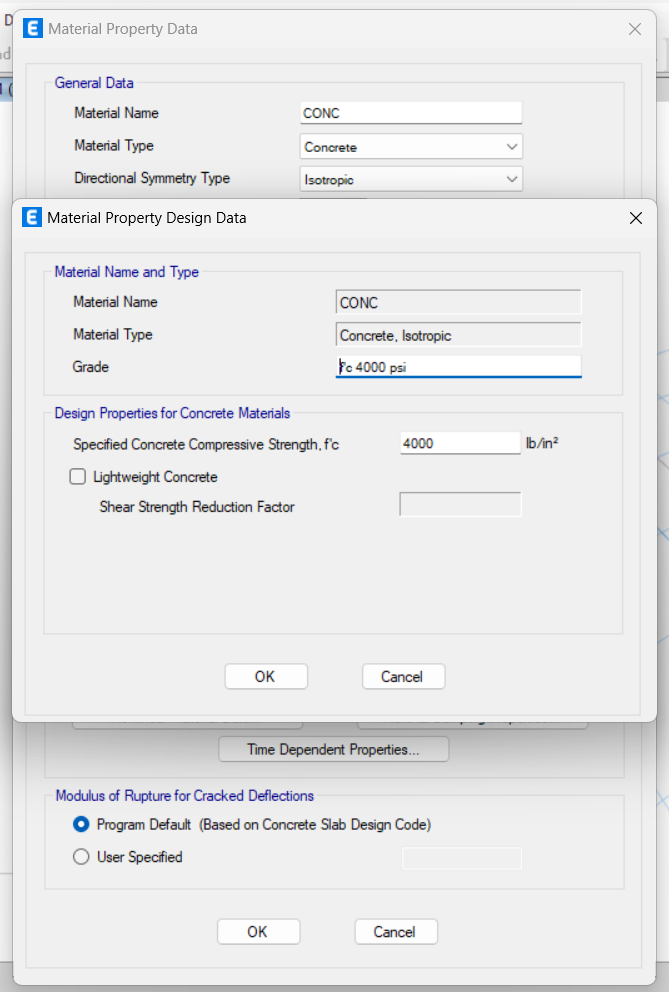 E Material Property Data
General Data
Material Name CONC
Material Type Concrete
Directional Symmetry Type Isotropic
E Material Property Design Data
Material Name and Type
Material Name CONC
Material Type Concrete, Isotropic
Grade f'c 4000 psi
Design Properties for Concrete Materials
Specified Concrete Compressive Strength, f'c 4000 lb/in²
Lightweight Concrete
Shear Strength Reduction Factor
OK Cancel
Time Dependent Properties...
Modulus of Rupture for Cracked Deflections
Program Default (Based on Concrete Slab Design Code)
User Specified
OK Cancel